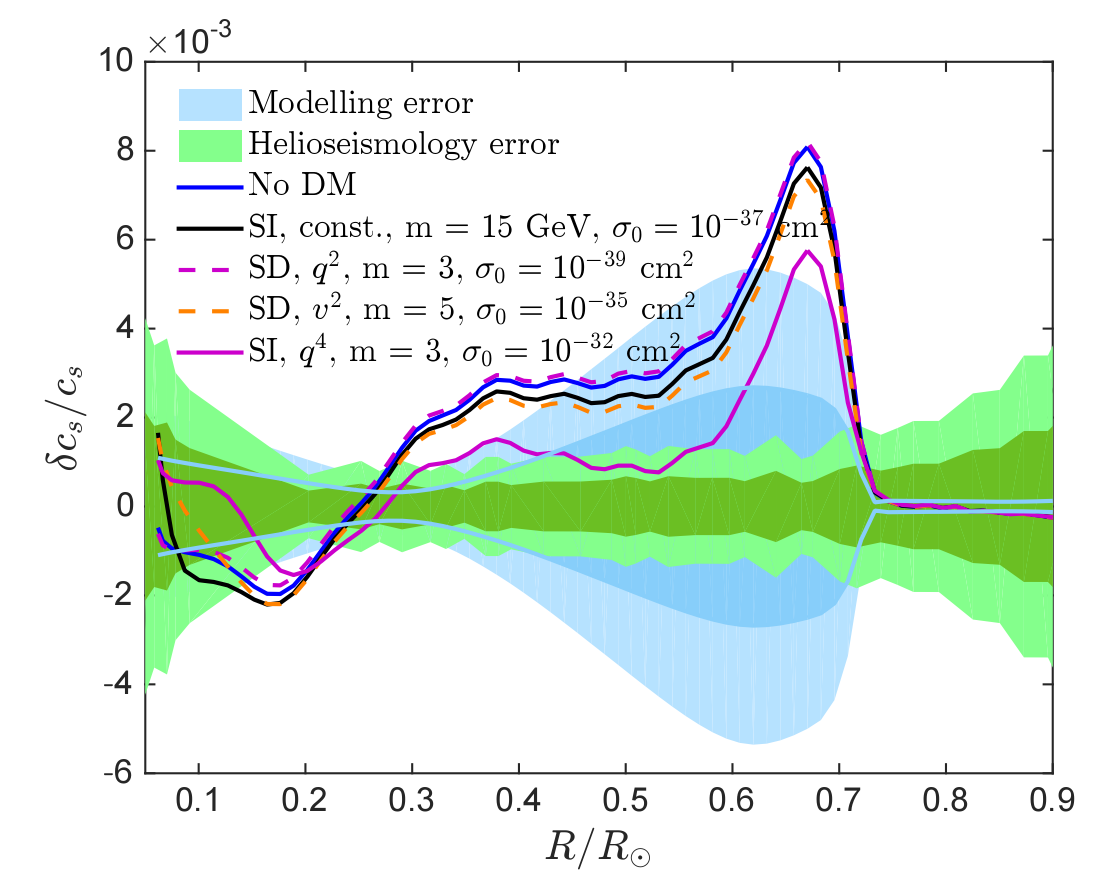 ×10⁻³
10
8
6
4
2
0
-2
-4
-6
δcₛ/cₛ
Modelling error
Helioseismology error
No DM
SI, const., m = 15 GeV, σ₀ = 10⁻³⁷ cm²
SD, q², m = 3, σ₀ = 10⁻³⁹ cm²
SD, v², m = 5, σ₀ = 10⁻³⁵ cm²
SI, q⁴, m = 3, σ₀ = 10⁻³² cm²
0.1 0.2 0.3 0.4 0.5 0.6 0.7 0.8 0.9
R/R⊙